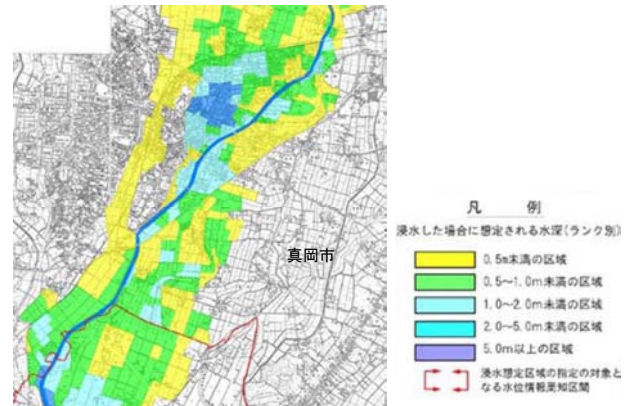 真岡市
凡 例
浸水した場合に想定される水深(ランク別)
0.5m未満の区域
0.5～1.0m未満の区域
1.0～2.0m未満の区域
2.0～5.0m未満の区域
5.0m以上の区域
浸水想定区域の指定の対象と
なる水位情報周知区間